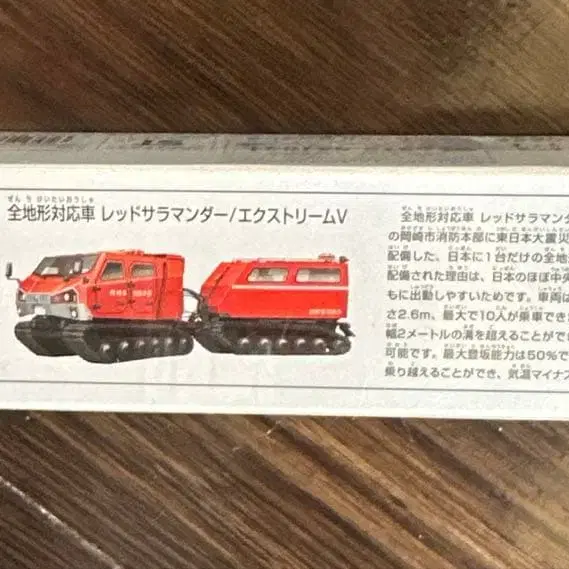 全地形対応車 レッドサラマンダー/エクストリームV
全地形対応車 レッドサラマンダ
の岡崎市消防本部に東日本大震災
配備した、日本に1台だけの全地
配備された理由は、日本のほぼ中央
もに出動しやすいためです。車両は
さ2.6m、最大で10人が乗車でき
幅2メートルの溝を超えることがで
可能です。最大登坂能力は50%で
乗り越えることができ、気温マイナス